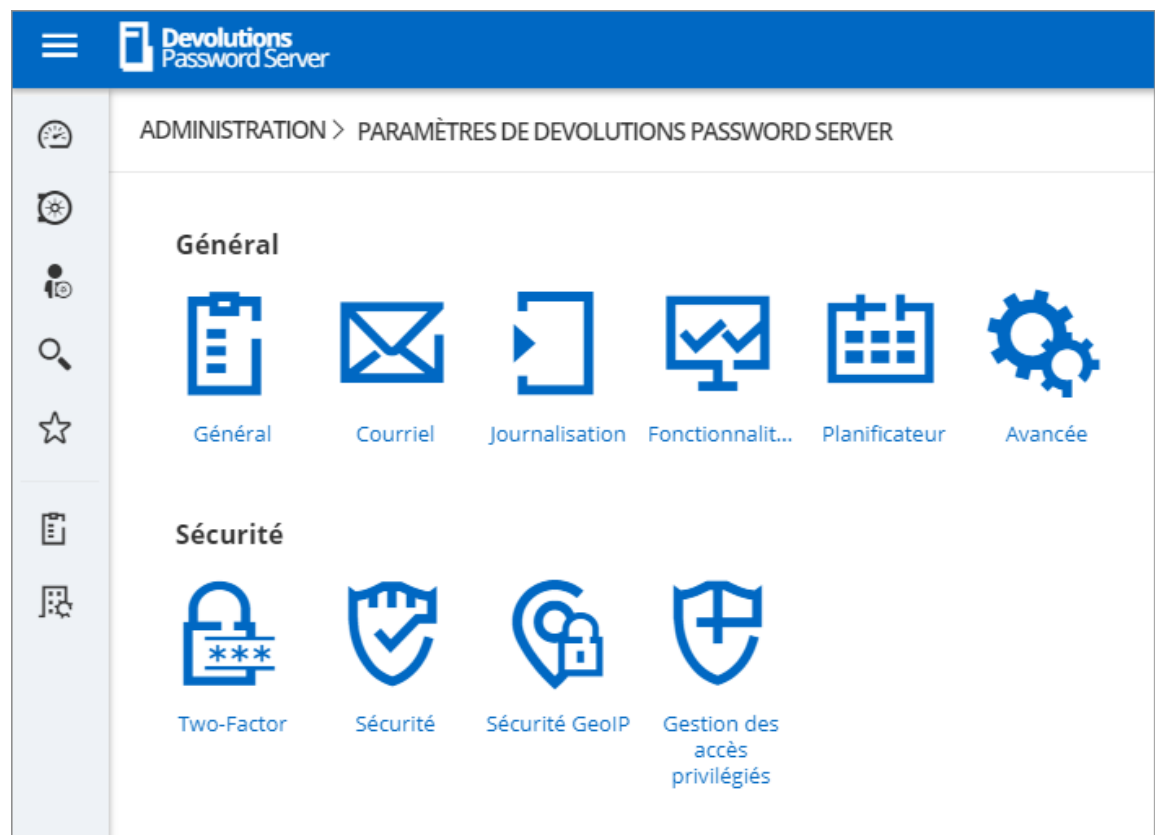 Devolutions
Password Server
ADMINISTRATION > PARAMÈTRES DE DEVOLUTIONS PASSWORD SERVER
Général
Général
Courriel
Journalisation
Fonctionnalit...
Planificateur
Avancée
Sécurité
***
Two-Factor
Sécurité
Sécurité GeoIP
Gestion des
accès
privilégiés